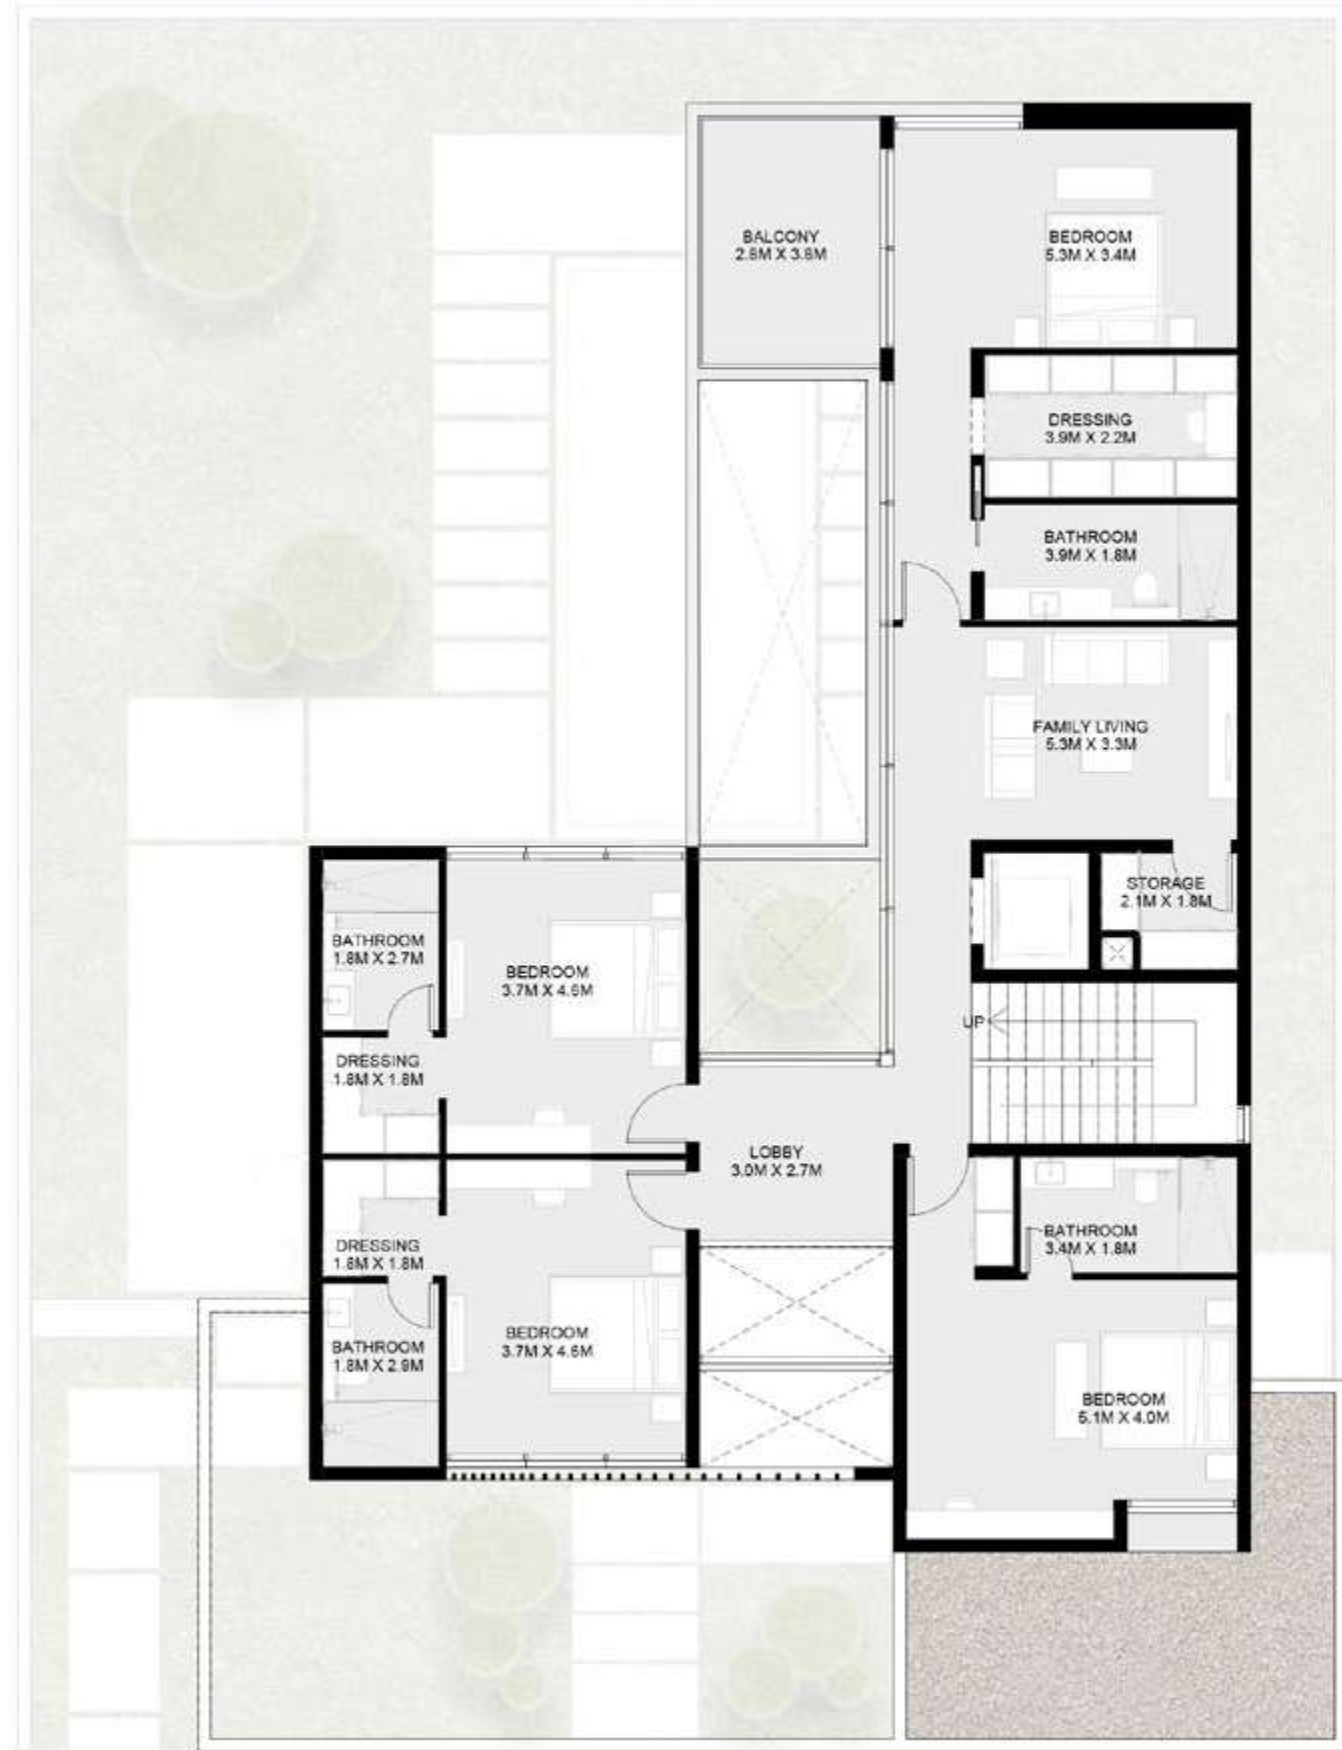 BALCONY
2.8M X 3.8M
BEDROOM
5.3M X 3.4M
DRESSING
3.9M X 2.2M
BATHROOM
3.9M X 1.8M
FAMILY LIVING
5.3M X 3.3M
STORAGE
2.1M X 1.8M
BATHROOM
1.8M X 2.7M
BEDROOM
3.7M X 4.6M
UP
DRESSING
1.8M X 1.8M
LOBBY
3.0M X 2.7M
DRESSING
1.8M X 1.8M
BATHROOM
3.4M X 1.8M
BATHROOM
1.8M X 2.9M
BEDROOM
3.7M X 4.6M
BEDROOM
5.1M X 4.0M